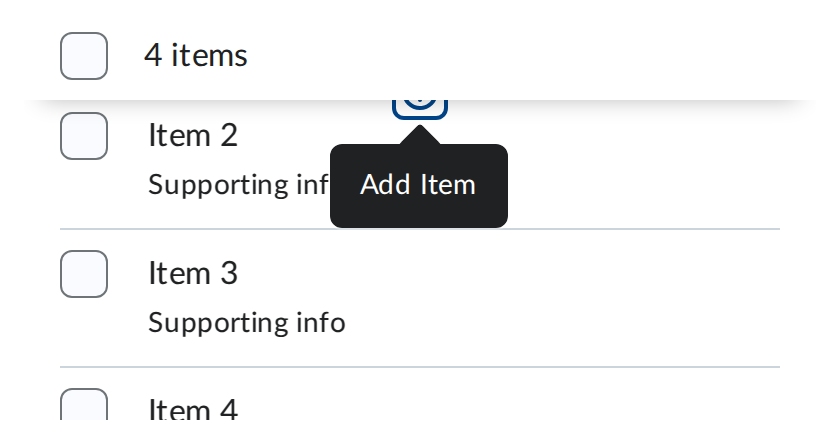 4 items
Item 2
Supporting inf
Add Item
Item 3
Supporting info
Item 4